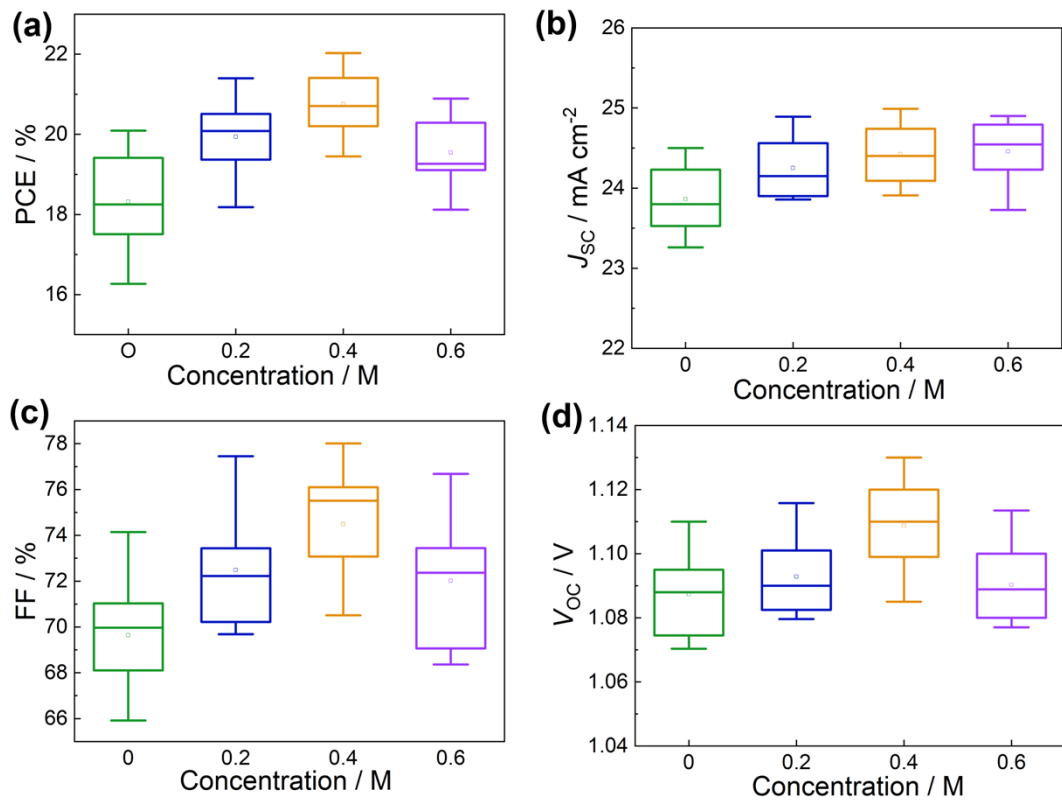 (a)
PCE / %
22
20
18
16
O 0.2 0.4 0.6
Concentration / M
(b)
J_SC / mA cm⁻²
26
25
24
23
22
0 0.2 0.4 0.6
Concentration / M
(c)
FF / %
78
76
74
72
70
68
66
0 0.2 0.4 0.6
Concentration / M
(d)
V_OC / V
1.14
1.12
1.10
1.08
1.06
1.04
0 0.2 0.4 0.6
Concentration / M